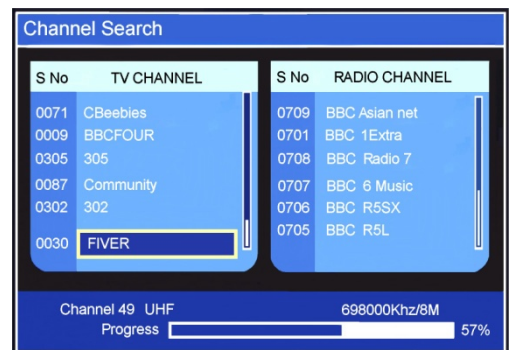 Channel Search
S No TV CHANNEL
0071 CBeebies
0009 BBCFOUR
0305 305
0087 Community
0302 302
0030 FIVER
S No RADIO CHANNEL
0709 BBC Asian net
0701 BBC 1Extra
0708 BBC Radio 7
0707 BBC 6 Music
0706 BBC R5SX
0705 BBC R5L
Channel 49 UHF 698000Khz/8M
Progress 57%